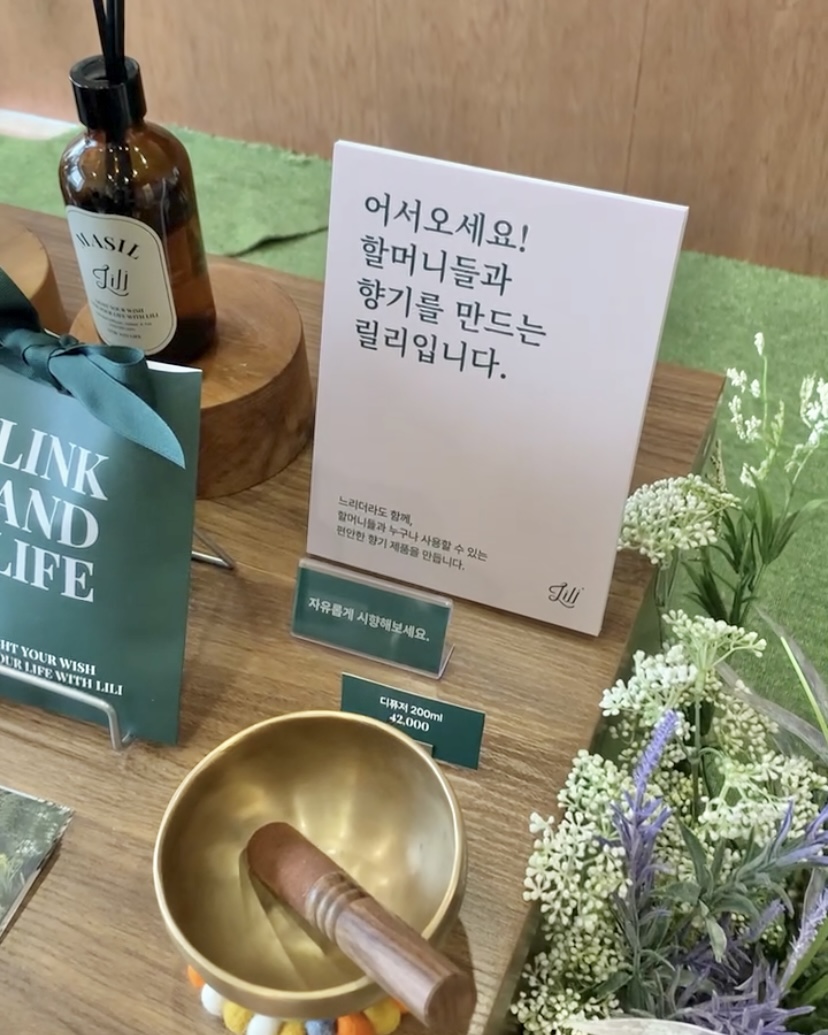 MASIL
Lili
어서오세요!
할머니들과
향기를 만드는
릴리입니다.
느리더라도 함께,
할머니들과 누구나 사용할 수 있는
편안한 향기 제품을 만듭니다.
Lili
LINK
AND
LIFE
YOUR WISH
LIFE WITH LILI
자유롭게 시향해보세요.
디퓨저 200ml
42,000